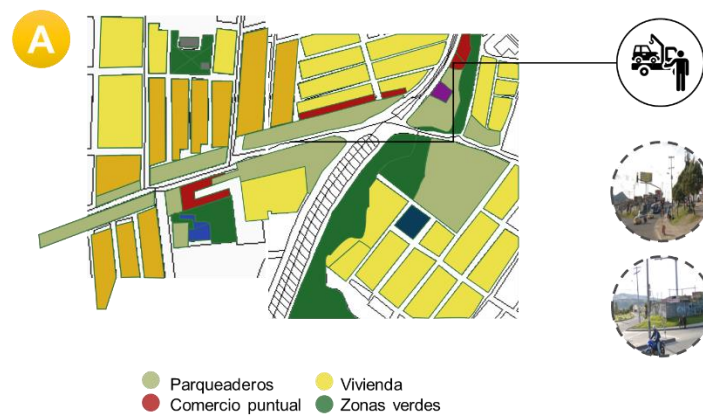 A
Parqueaderos
Vivienda
Comercio puntual
Zonas verdes